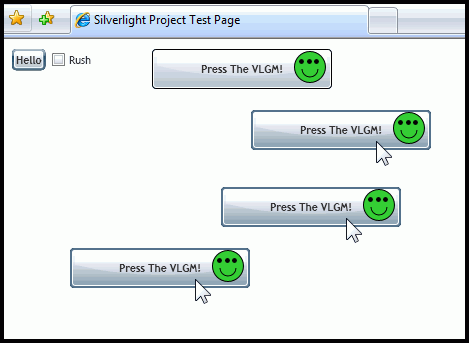 Silverlight Project Test Page
Hello Rush
Press The VLGM!
Press The VLGM!
Press The VLGM!
Press The VLGM!